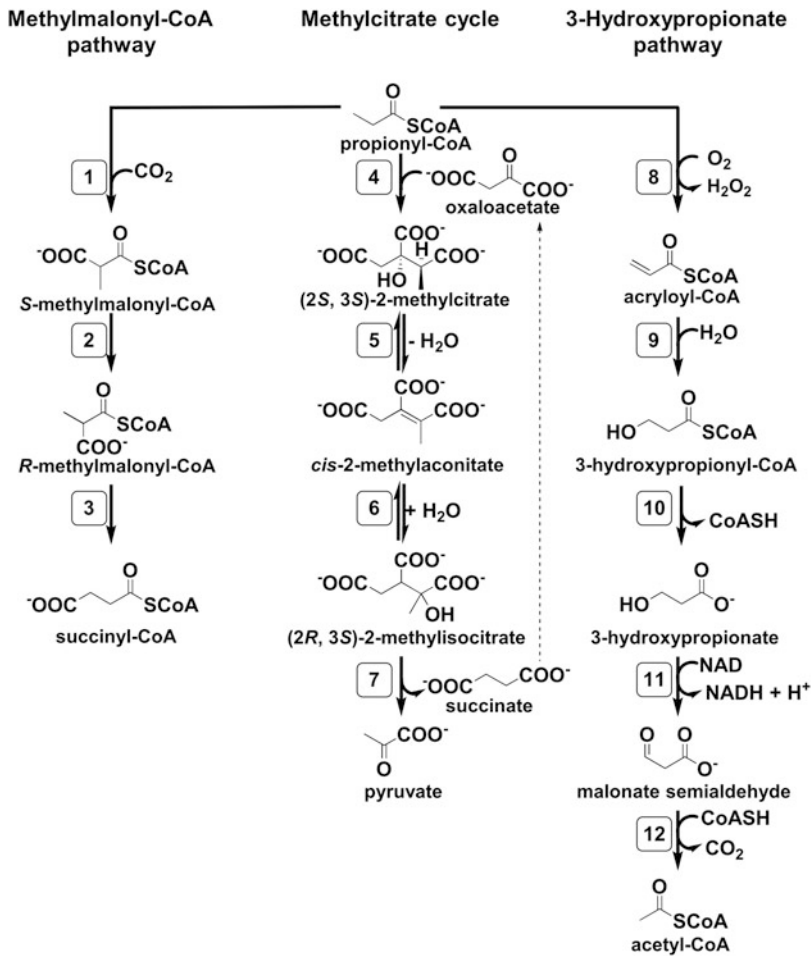 Methylmalonyl-CoA
pathway
Methylcitrate cycle
3-Hydroxypropionate
pathway
O
SCoA
propionyl-CoA
1
CO₂
4
⁻OOC
O
COO⁻
oxaloacetate
8
O₂
H₂O₂
⁻OOC
O
SCoA
S-methylmalonyl-CoA
COO⁻
H
⁻OOC
COO⁻
HO
(2S, 3S)-2-methylcitrate
O
SCoA
acryloyl-CoA
2
5
- H₂O
9
H₂O
O
SCoA
COO⁻
R-methylmalonyl-CoA
COO⁻
⁻OOC
COO⁻
cis-2-methylaconitate
O
HO
SCoA
3-hydroxypropionyl-CoA
3
6
+ H₂O
10
CoASH
⁻OOC
O
SCoA
succinyl-CoA
COO⁻
⁻OOC
COO⁻
OH
(2R, 3S)-2-methylisocitrate
O
HO
O⁻
3-hydroxypropionate
7
⁻OOC
COO⁻
succinate
11
NAD
NADH + H⁺
COO⁻
O
pyruvate
O
O
O⁻
malonate semialdehyde
12
CoASH
CO₂
O
SCoA
acetyl-CoA